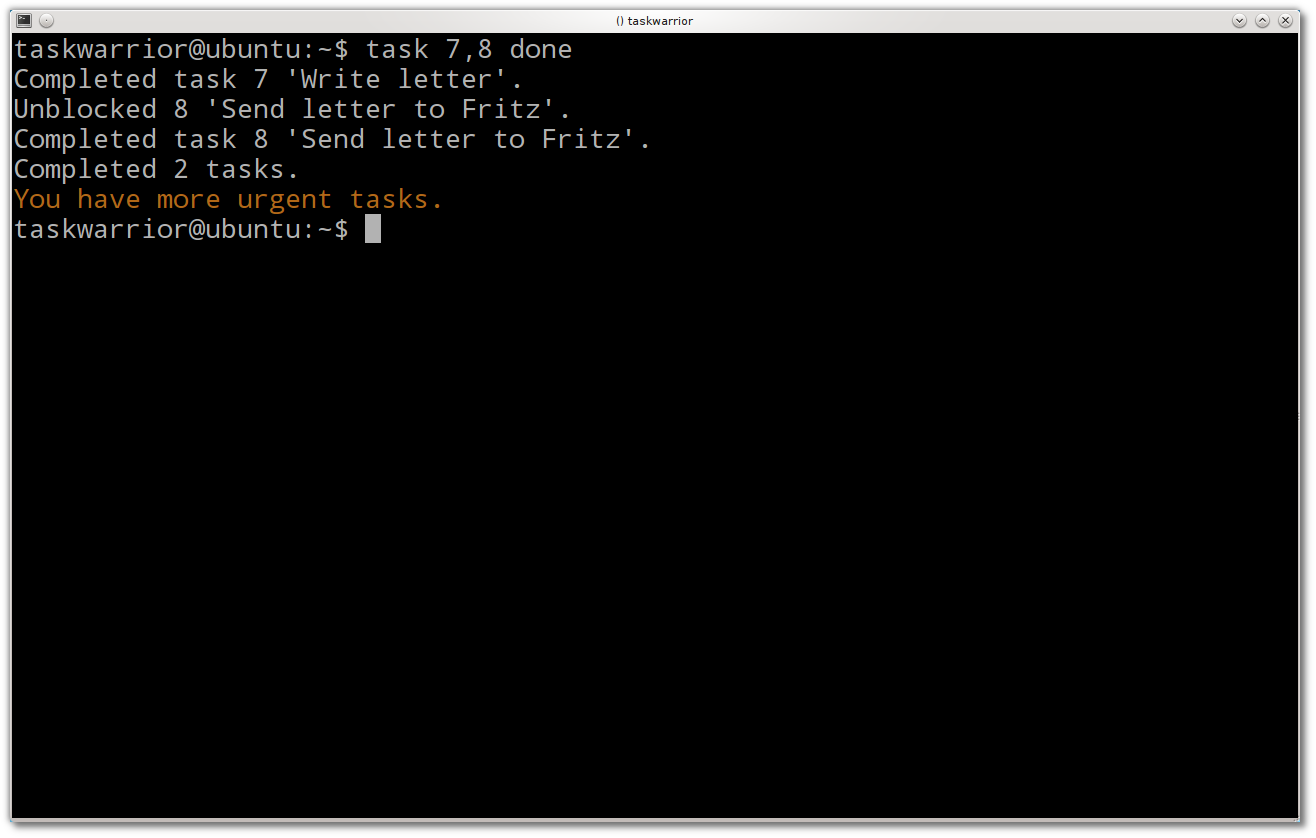 () taskwarrior
taskwarrior@ubuntu:~$ task 7,8 done
Completed task 7 'Write letter'.
Unblocked 8 'Send letter to Fritz'.
Completed task 8 'Send letter to Fritz'.
Completed 2 tasks.
You have more urgent tasks.
taskwarrior@ubuntu:~$